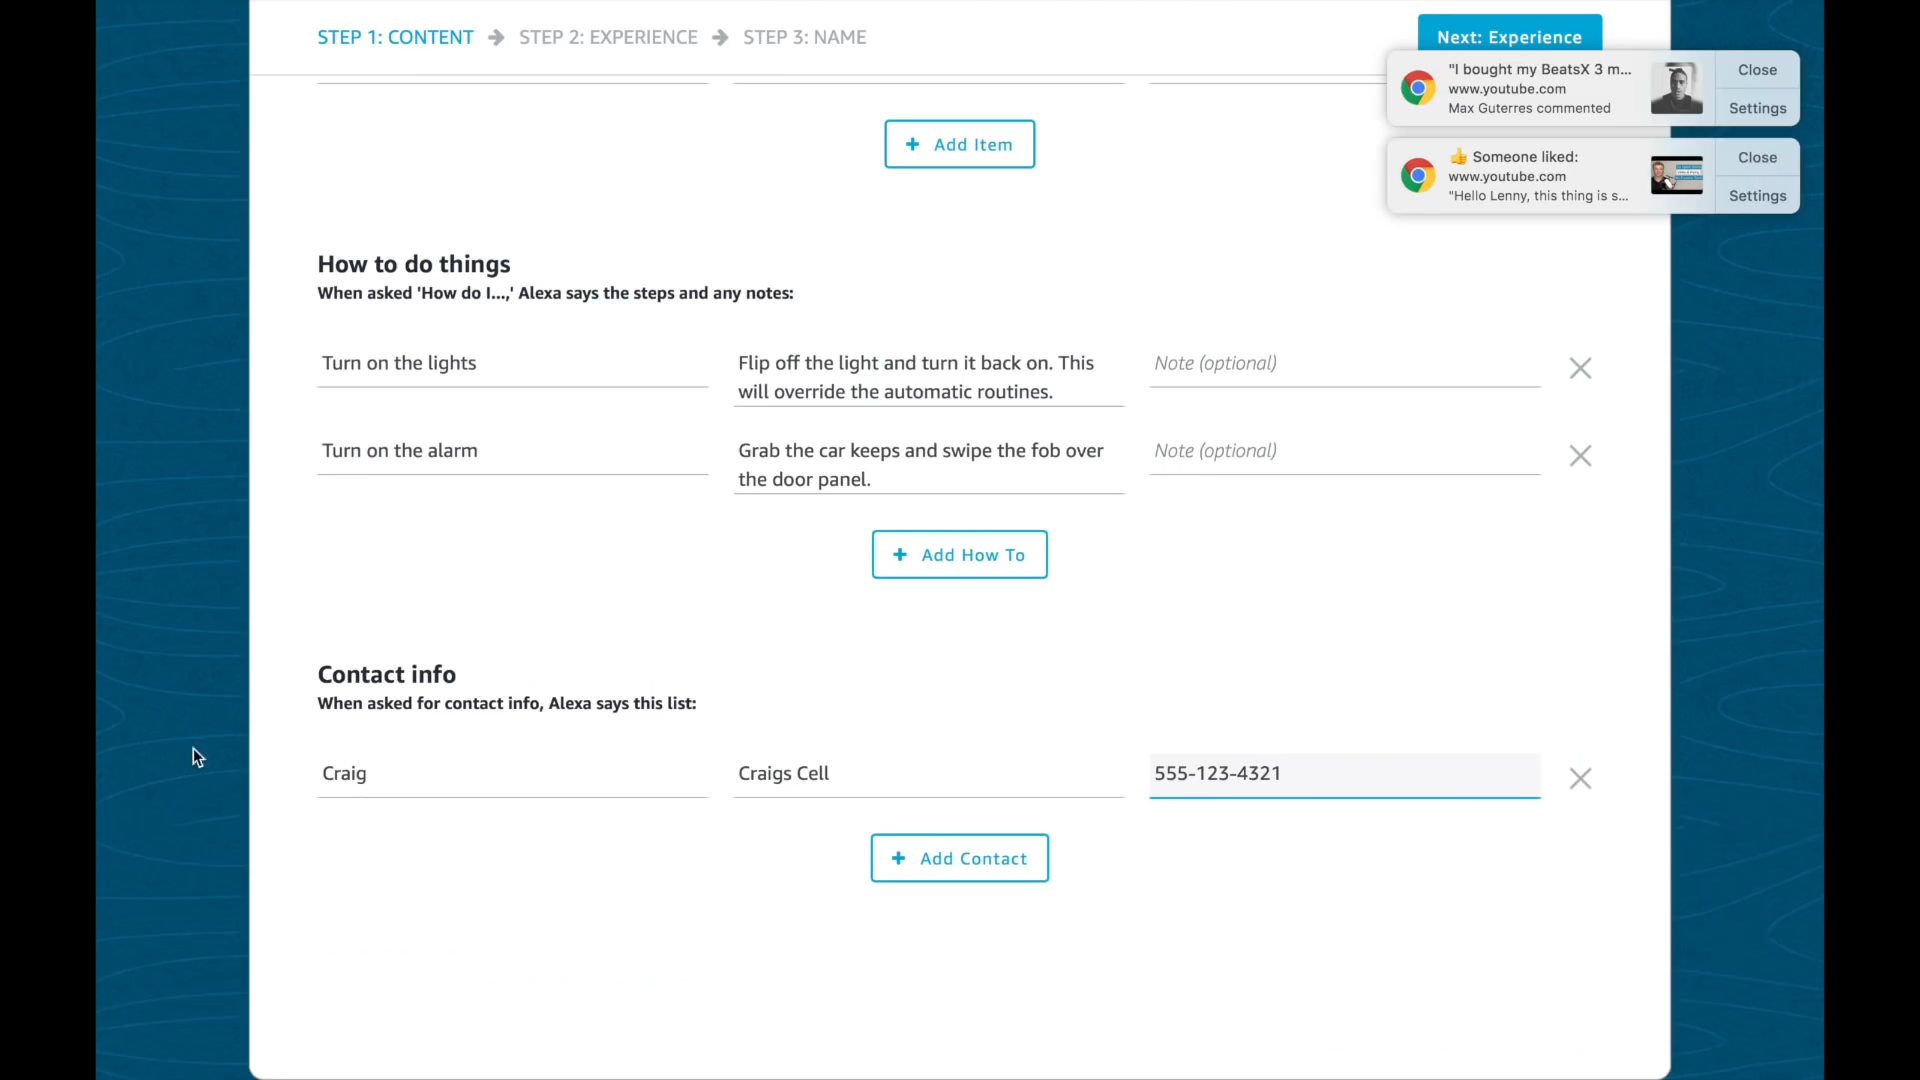 STEP 1: CONTENT → STEP 2: EXPERIENCE → STEP 3: NAME
Next: Experience
"I bought my BeatsX 3 m...
www.youtube.com
Max Guterres commented
Close
Settings
👍 Someone liked:
www.youtube.com
"Hello Lenny, this thing is s...
Close
Settings
+ Add Item
How to do things
When asked 'How do I...,' Alexa says the steps and any notes:
Turn on the lights
Flip off the light and turn it back on. This
will override the automatic routines.
Note (optional)
Turn on the alarm
Grab the car keeps and swipe the fob over
the door panel.
Note (optional)
+ Add How To
Contact info
When asked for contact info, Alexa says this list:
Craig
Craigs Cell
555-123-4321
+ Add Contact